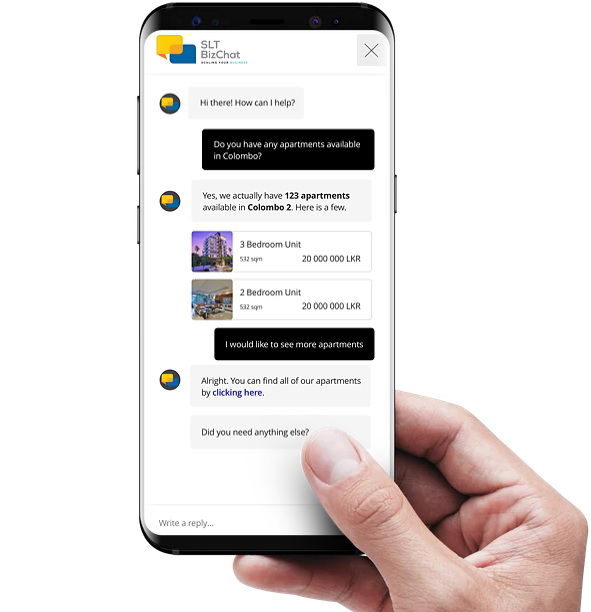 SLT
BizChat
SCALING YOUR BUSINESS
Hi there! How can I help?
Do you have any apartments available
in Colombo?
Yes, we actually have 123 apartments
available in Colombo 2. Here is a few.
3 Bedroom Unit
532 sqm 20 000 000 LKR
2 Bedroom Unit
532 sqm 20 000 000 LKR
I would like to see more apartments
Alright. You can find all of our apartments
by clicking here.
Did you need anything else?
Write a reply...